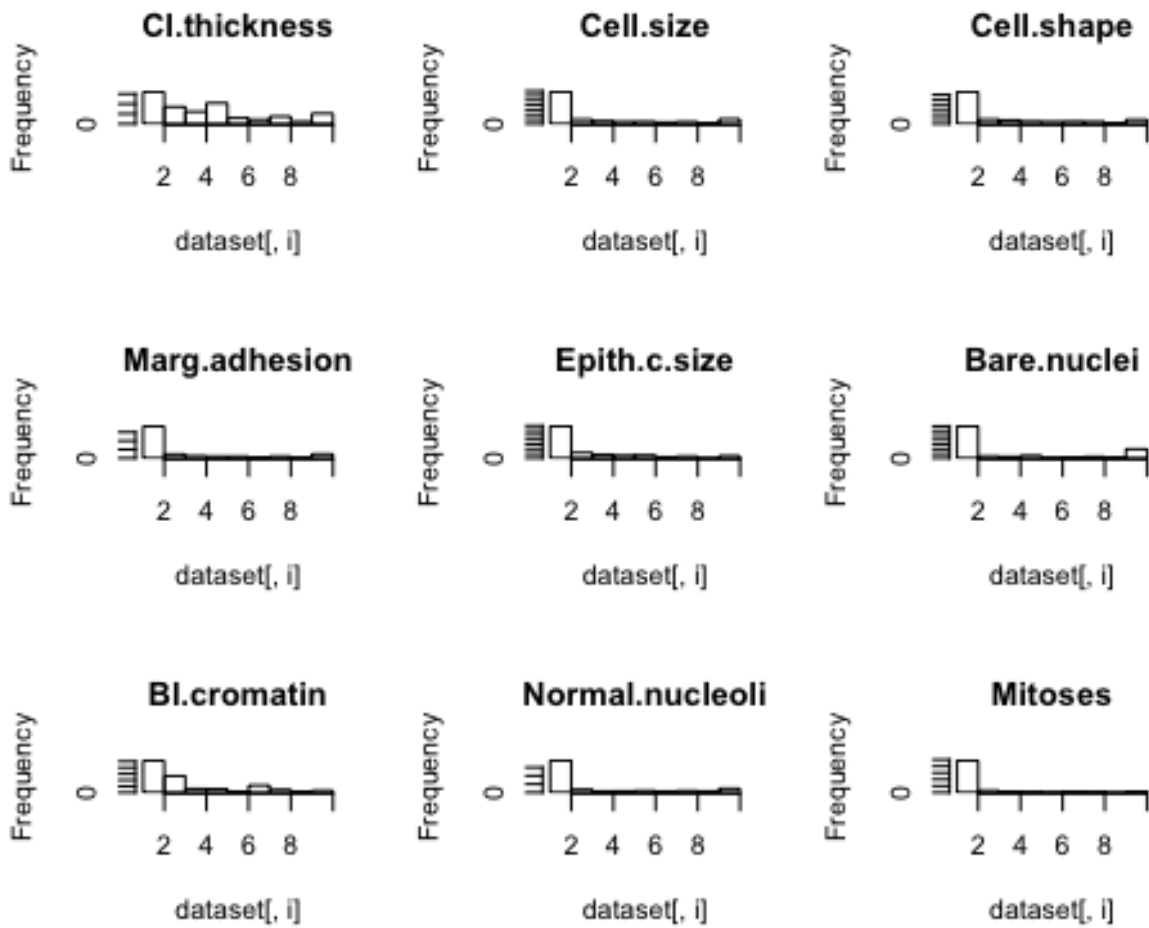 Cl.thickness
Frequency
0
2 4 6 8
dataset[, i]
Cell.size
Frequency
0
2 4 6 8
dataset[, i]
Cell.shape
Frequency
0
2 4 6 8
dataset[, i]
Marg.adhesion
Frequency
0
2 4 6 8
dataset[, i]
Epith.c.size
Frequency
0
2 4 6 8
dataset[, i]
Bare.nuclei
Frequency
0
2 4 6 8
dataset[, i]
Bl.cromatin
Frequency
0
2 4 6 8
dataset[, i]
Normal.nucleoli
Frequency
0
2 4 6 8
dataset[, i]
Mitoses
Frequency
0
2 4 6 8
dataset[, i]